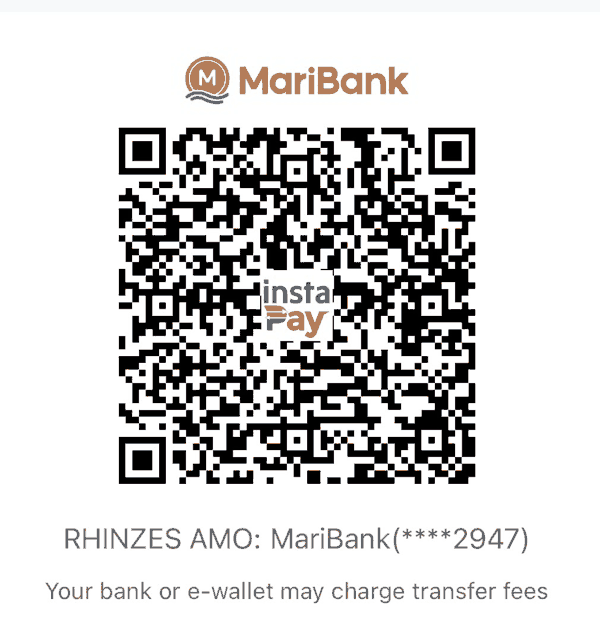 M MariBank
insta
Pay
RHINZES AMO: MariBank(****2947)
Your bank or e-wallet may charge transfer fees